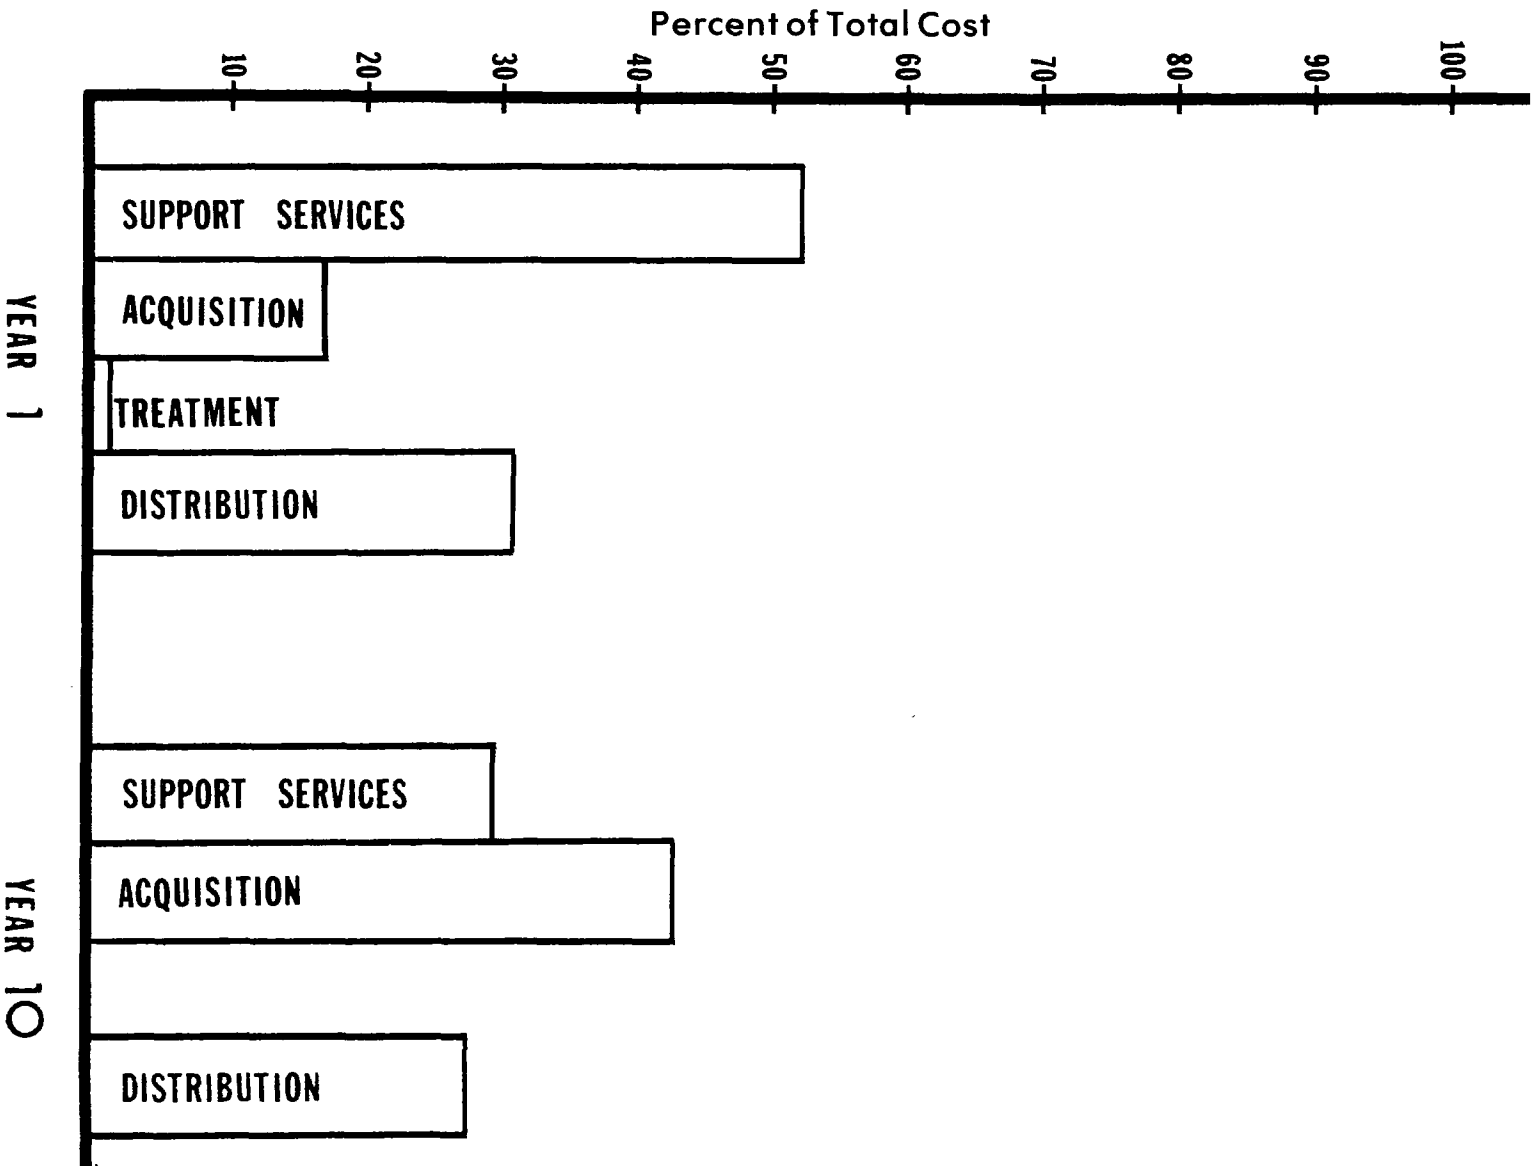 Percent of Total Cost
10 20 30 40 50 60 70 80 90 100
YEAR 1
SUPPORT SERVICES
ACQUISITION
TREATMENT
DISTRIBUTION
YEAR 10
SUPPORT SERVICES
ACQUISITION
DISTRIBUTION